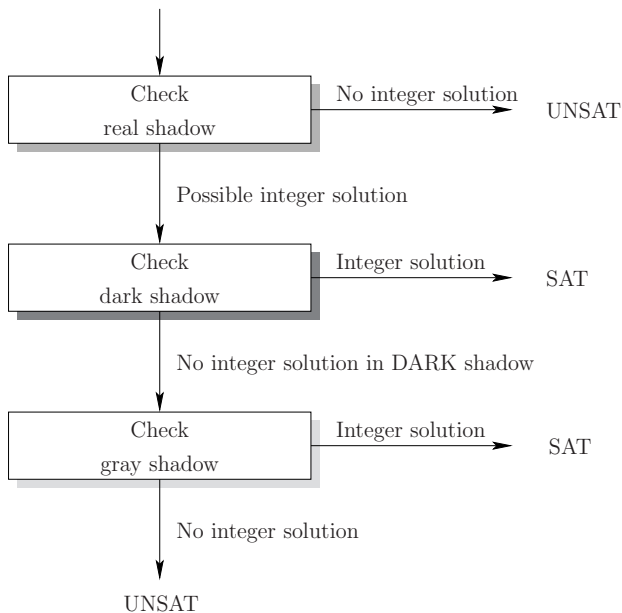 Check
real shadow
No integer solution
UNSAT
Possible integer solution
Check
dark shadow
Integer solution
SAT
No integer solution in DARK shadow
Check
gray shadow
Integer solution
SAT
No integer solution
UNSAT